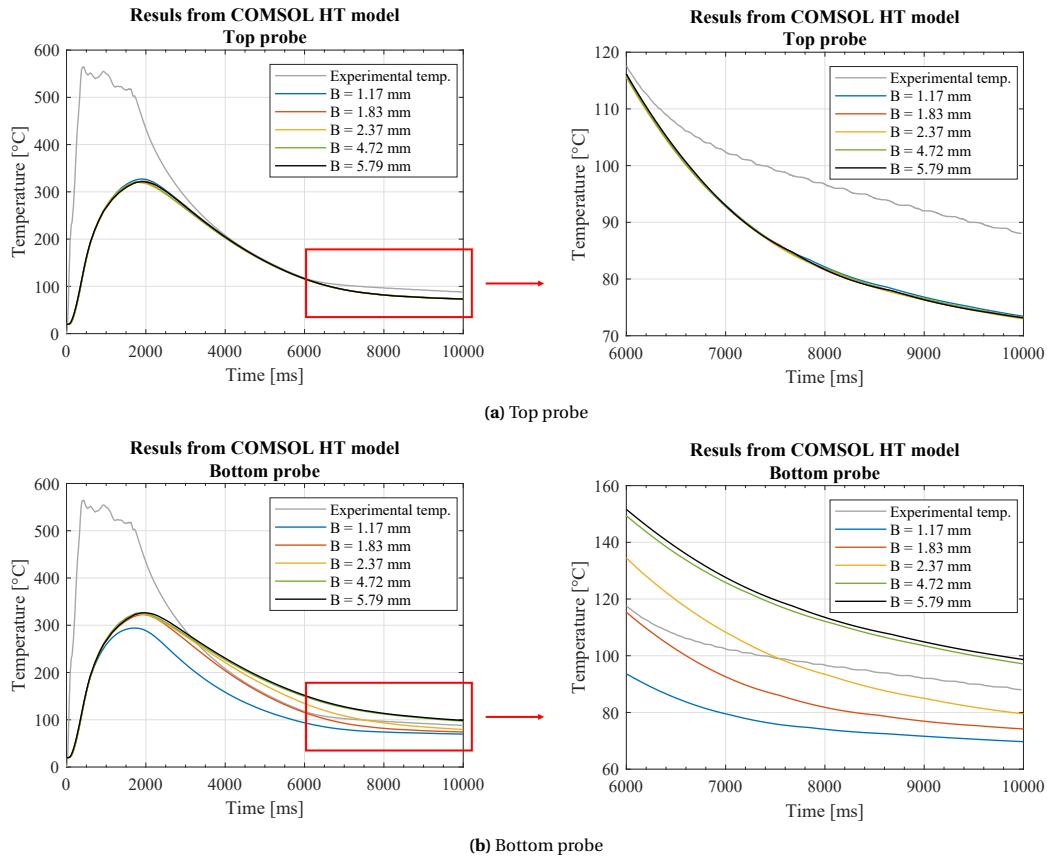 Resuls from COMSOL HT model
Top probe
600
500
400
300
200
100
0
Temperature [°C]
0
2000
4000
6000
8000
10000
Time [ms]
Experimental temp.
B = 1.17 mm
B = 1.83 mm
B = 2.37 mm
B = 4.72 mm
B = 5.79 mm
Resuls from COMSOL HT model
Top probe
120
110
100
90
80
70
Temperature [°C]
6000
7000
8000
9000
10000
Time [ms]
Experimental temp.
B = 1.17 mm
B = 1.83 mm
B = 2.37 mm
B = 4.72 mm
B = 5.79 mm
(a) Top probe
Resuls from COMSOL HT model
Bottom probe
600
500
400
300
200
100
0
Temperature [°C]
0
2000
4000
6000
8000
10000
Time [ms]
Experimental temp.
B = 1.17 mm
B = 1.83 mm
B = 2.37 mm
B = 4.72 mm
B = 5.79 mm
Resuls from COMSOL HT model
Bottom probe
160
140
120
100
80
60
Temperature [°C]
6000
7000
8000
9000
10000
Time [ms]
Experimental temp.
B = 1.17 mm
B = 1.83 mm
B = 2.37 mm
B = 4.72 mm
B = 5.79 mm
(b) Bottom probe